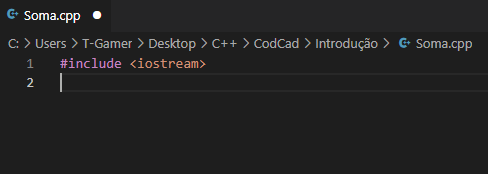 Soma.cpp
C: > Users > T-Gamer > Desktop > C++ > CodCad > Introdução > Soma.cpp
1 #include <iostream>
2